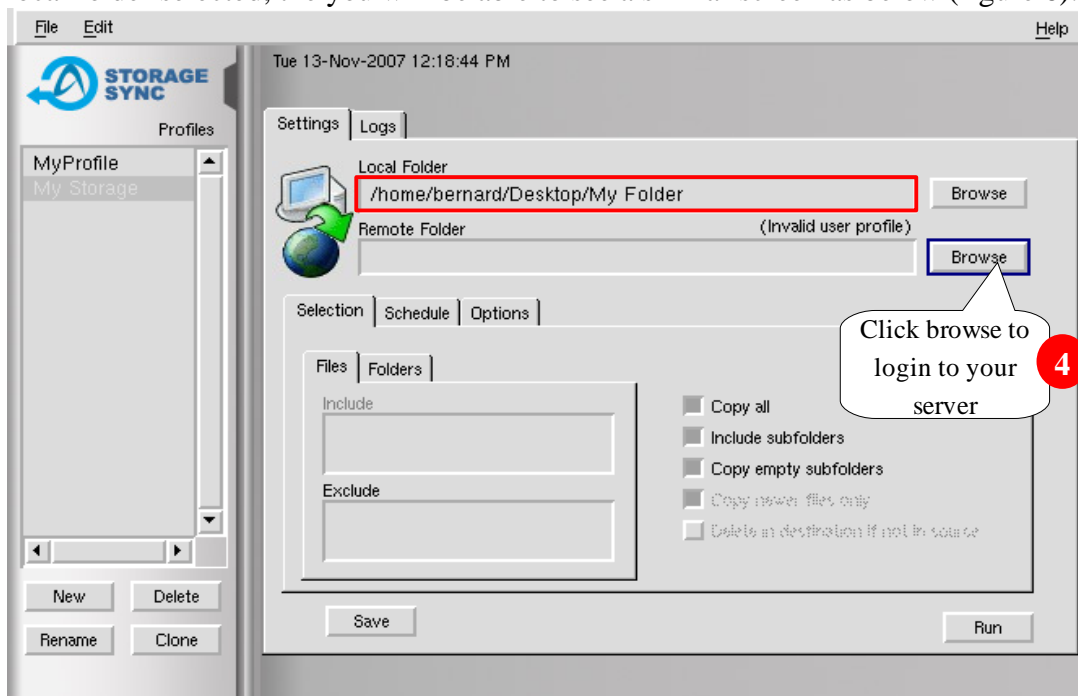 File Edit Help
STORAGE
SYNC
Tue 13-Nov-2007 12:18:44 PM
Profiles
Settings Logs
MyProfile
My Storage
Local Folder
/home/bernard/Desktop/My Folder Browse
Remote Folder (Invalid user profile)
Browse
Selection Schedule Options
Click browse to
login to your
server
4
Files Folders
Include
Exclude
Copy all
Include subfolders
Copy empty subfolders
Copy newer files only
Delete in destination if not in source
New Delete
Rename Clone
Save Run